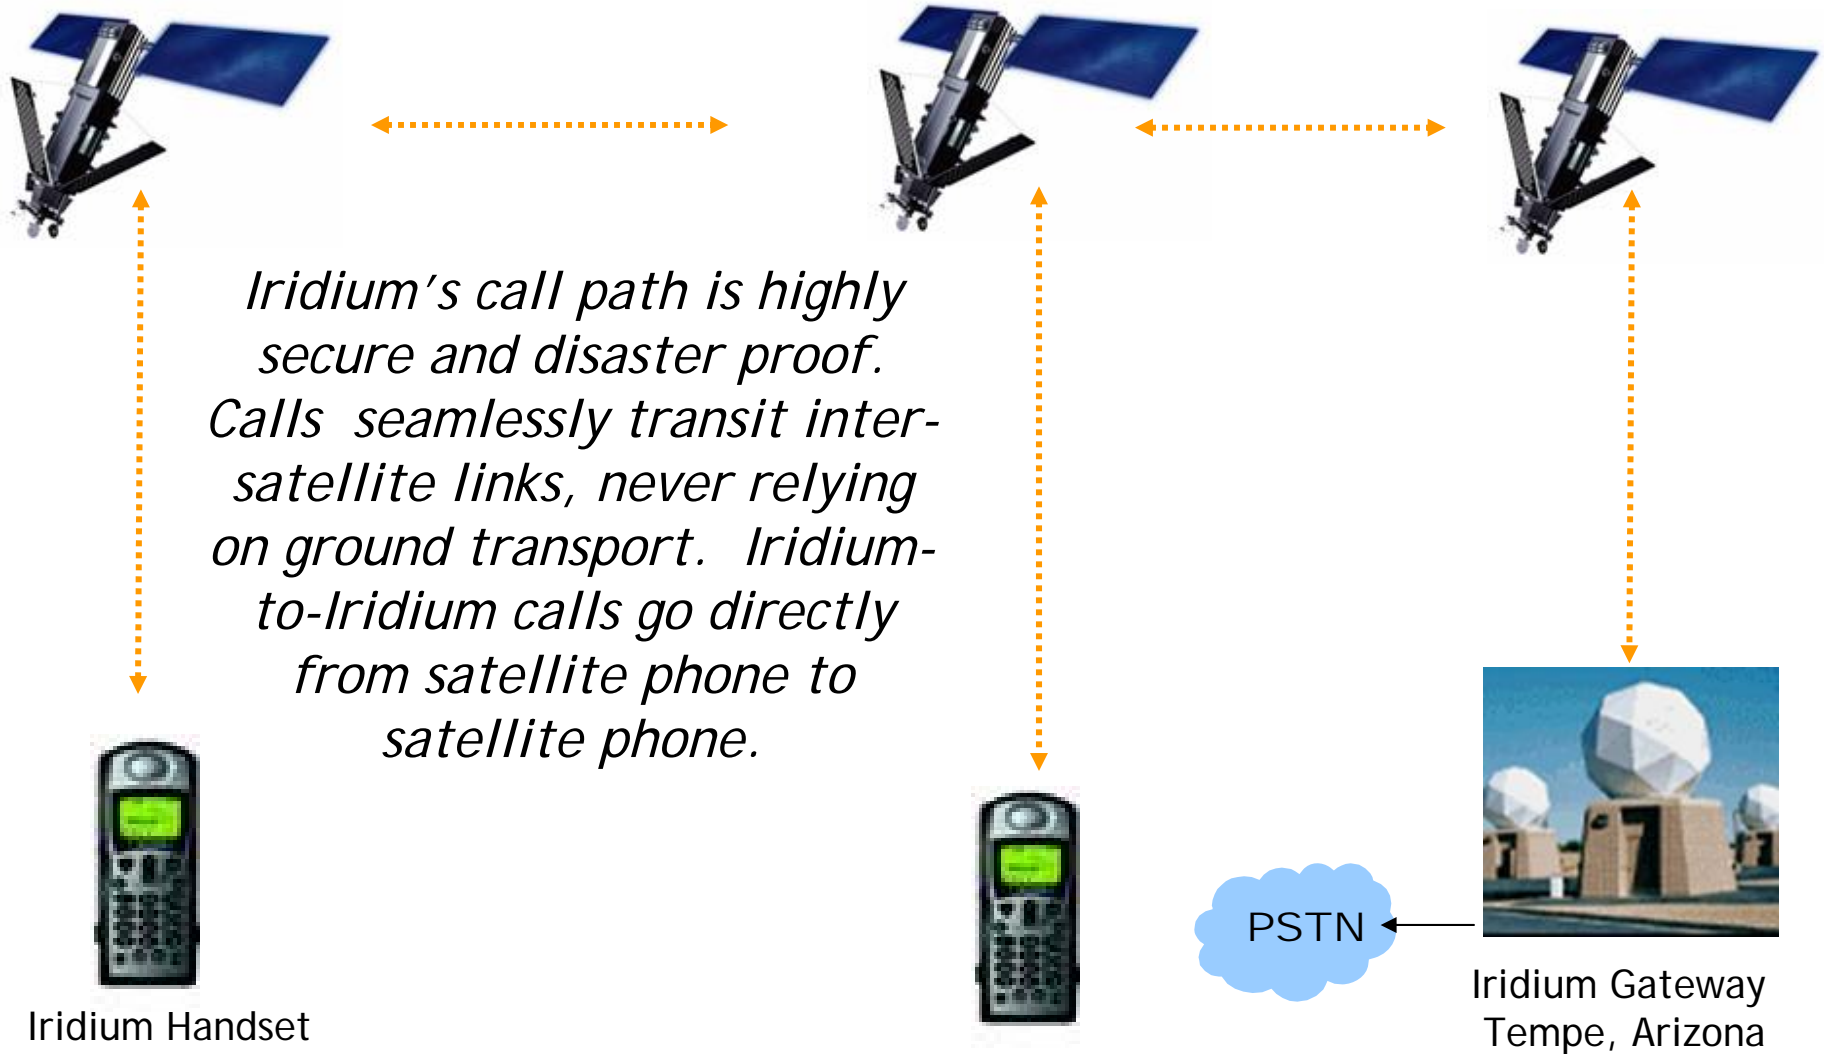 Iridium's call path is highly
secure and disaster proof.
Calls seamlessly transit inter-
satellite links, never relying
on ground transport. Iridium-
to-Iridium calls go directly
from satellite phone to
satellite phone.
PSTN
Iridium Handset
Iridium Gateway
Tempe, Arizona